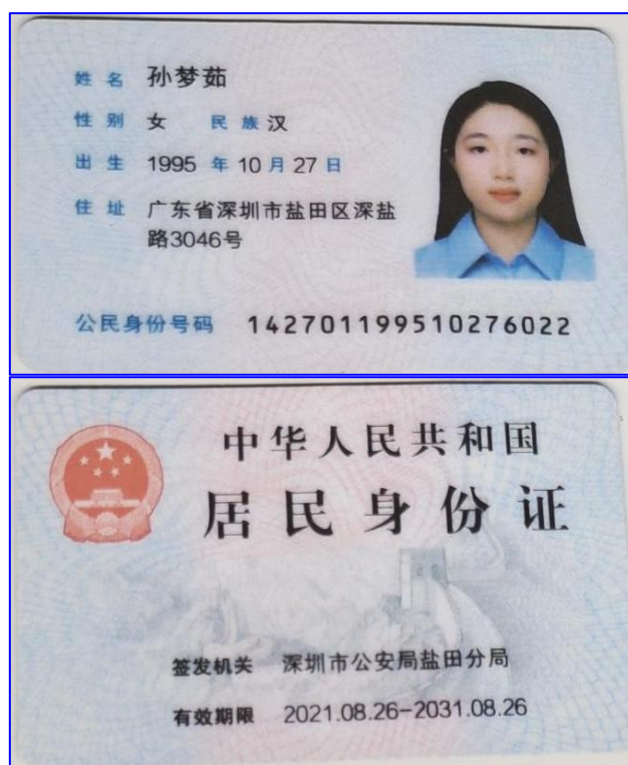 姓名 孙梦茹
性别 女 民族 汉
出生 1995 年 10 月 27 日
住址 广东省深圳市盐田区深盐
路3046号
公民身份号码 142701199510276022
中华人民共和国
居民身份证
签发机关 深圳市公安局盐田分局
有效期限 2021.08.26-2031.08.26